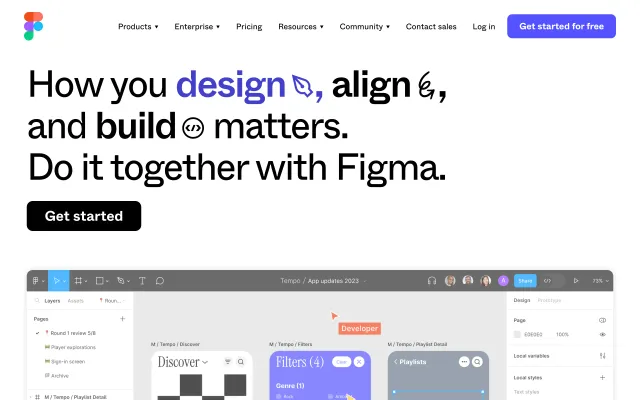 Products
Enterprise
Pricing
Resources
Community
Contact sales
Log in
Get started for free
How you design, align,
and build matters.
Do it together with Figma.
Get started
Tempo / App updates 2023
A
Share
73%
Layers
Assets
Roun...
Pages
Round 1 review 5/8
Player explorations
Sign-in screen
Archive
M / Tempo / Playlist Detail
Developer
M / Tempo / Discover
Discover
M / Tempo / Filters
Filters (4)
Clear
Genre (1)
Rock
M / Tempo / Playlist Detail
Playlists
Design
Prototype
Page
E0E0E0
100%
Local variables
Local styles
Text styles